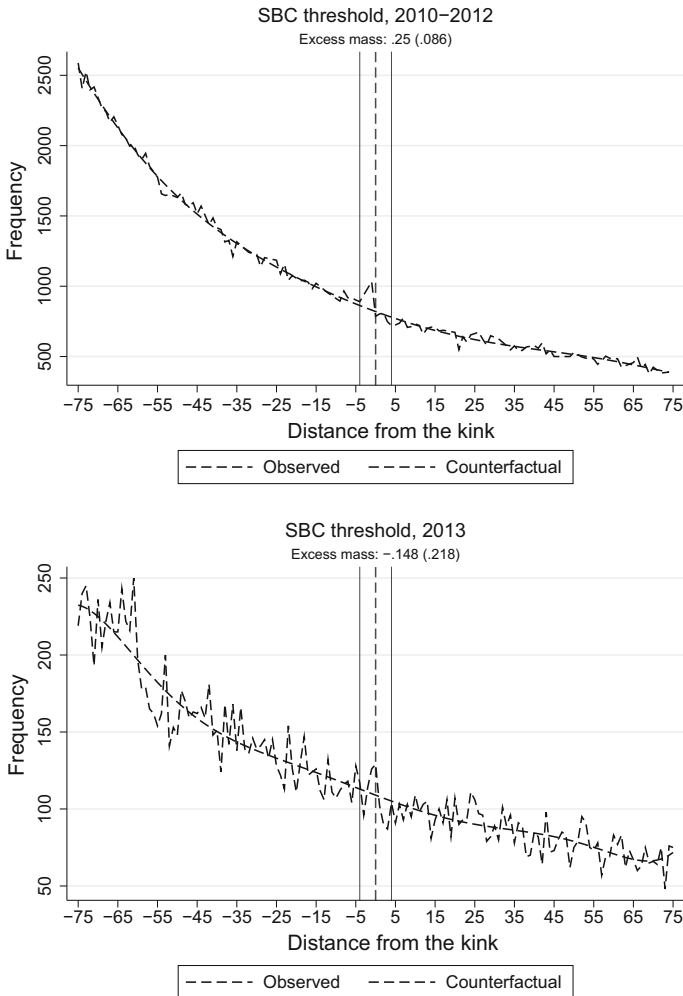 SBC threshold, 2010−2012
Excess mass: .25 (.086)
2500
2000
1500
1000
500
Frequency
−75 −65 −55 −45 −35 −25 −15 −5 5 15 25 35 45 55 65 75
Distance from the kink
Observed Counterfactual
SBC threshold, 2013
Excess mass: −.148 (.218)
250
200
150
100
50
Frequency
−75 −65 −55 −45 −35 −25 −15 −5 5 15 25 35 45 55 65 75
Distance from the kink
Observed Counterfactual